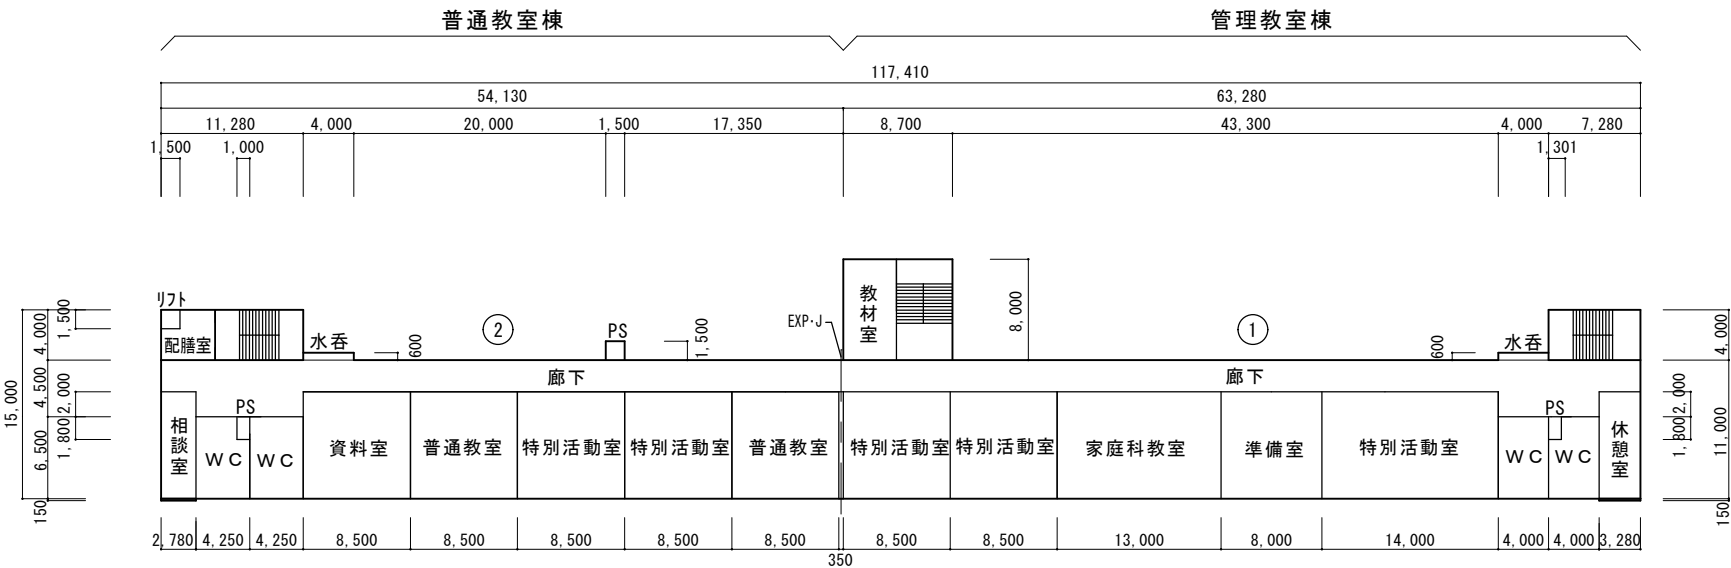 普通教室棟 管理教室棟
117,410
54,130 63,280
11,280 4,000 20,000 1,500 17,350 8,700 43,300 4,000 7,280
1,500 1,000 1,301
リフト
配膳室
水呑
600
②
PS
1,500
EXP・J
教材室
8,000
①
600
水呑
廊下 廊下
15,000
4,000
4,500
6,500
150
1,500
2,000
1,800
4,000
11,000
150
2,000
1,800
相談室
PS
WC WC
資料室 普通教室 特別活動室 特別活動室 普通教室 特別活動室 特別活動室 家庭科教室 準備室 特別活動室
PS
WC WC
休憩室
2,780 4,250 4,250 8,500 8,500 8,500 8,500 8,500 8,500 8,500 13,000 8,000 14,000 4,000 4,000 3,280
350